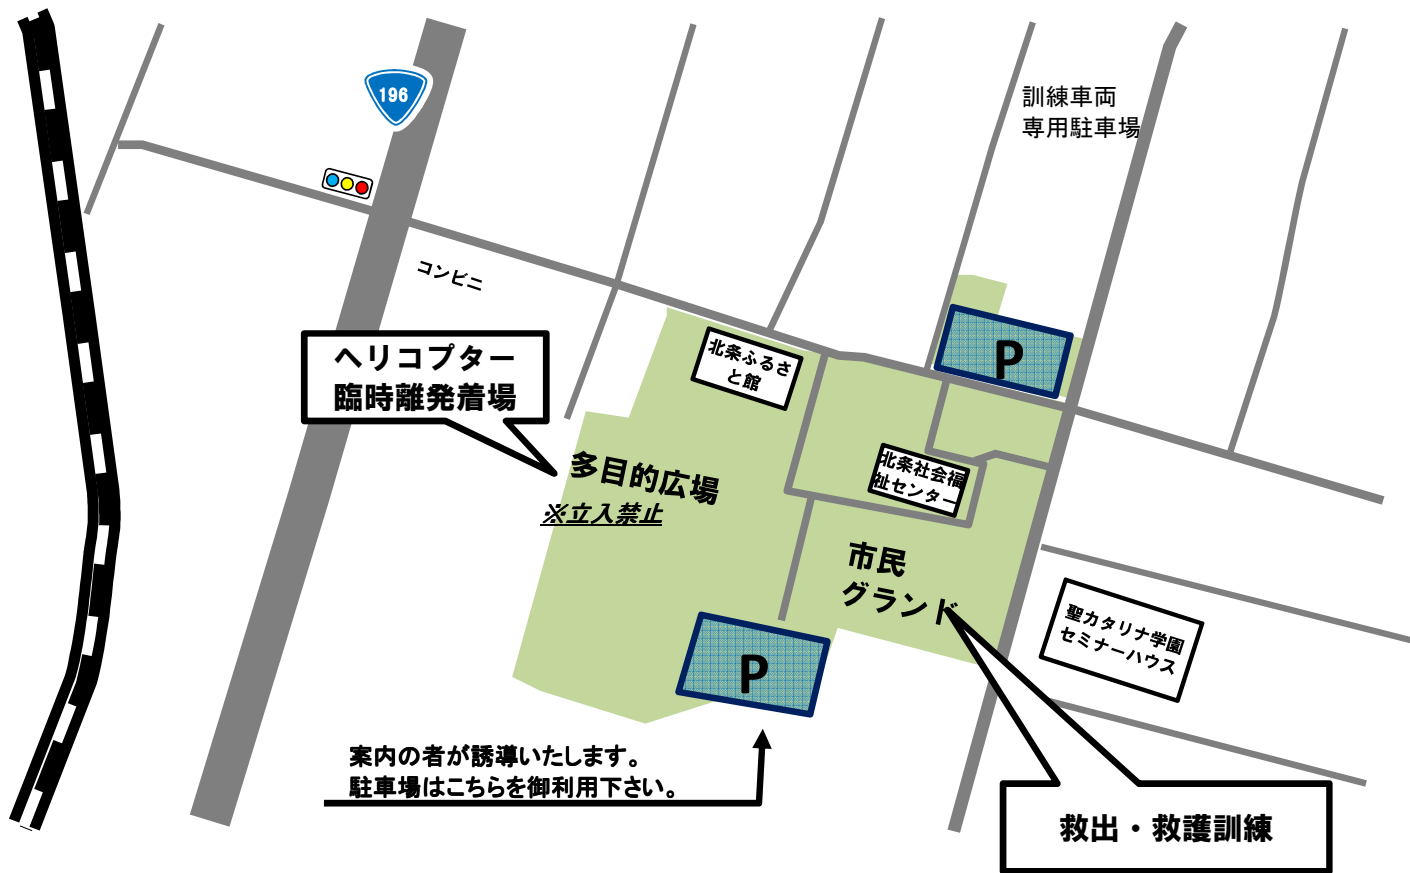 196
訓練車両
専用駐車場
コンビニ
ヘリコプター
臨時離発着場
北条ふるさ
と館
P
多目的広場
※立入禁止
北条社会福
祉センター
市民
グランド
聖カタリナ学園
セミナーハウス
P
案内の者が誘導いたします。
駐車場はこちらを御利用下さい。
救出・救護訓練